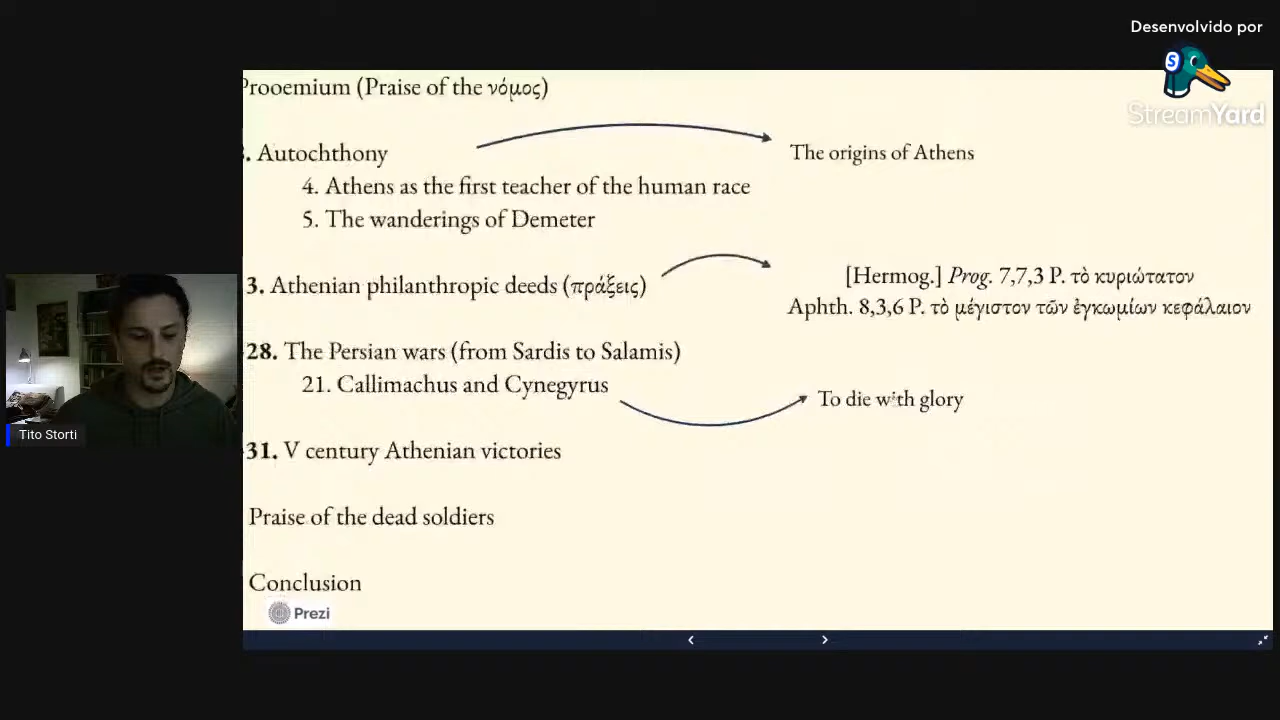 Desenvolvido por
StreamYard
Prooemium (Praise of the νόμος)
. Autochthony
The origins of Athens
4. Athens as the first teacher of the human race
5. The wanderings of Demeter
3. Athenian philanthropic deeds (πράξεις)
[Hermog.] Prog. 7,7,3 P. τὸ κυριώτατον
Aphth. 8,3,6 P. τὸ μέγιστον τῶν ἐγκωμίων κεφάλαιον
28. The Persian wars (from Sardis to Salamis)
21. Callimachus and Cynegyrus
To die with glory
31. V century Athenian victories
Praise of the dead soldiers
Conclusion
Prezi
Tito Storti